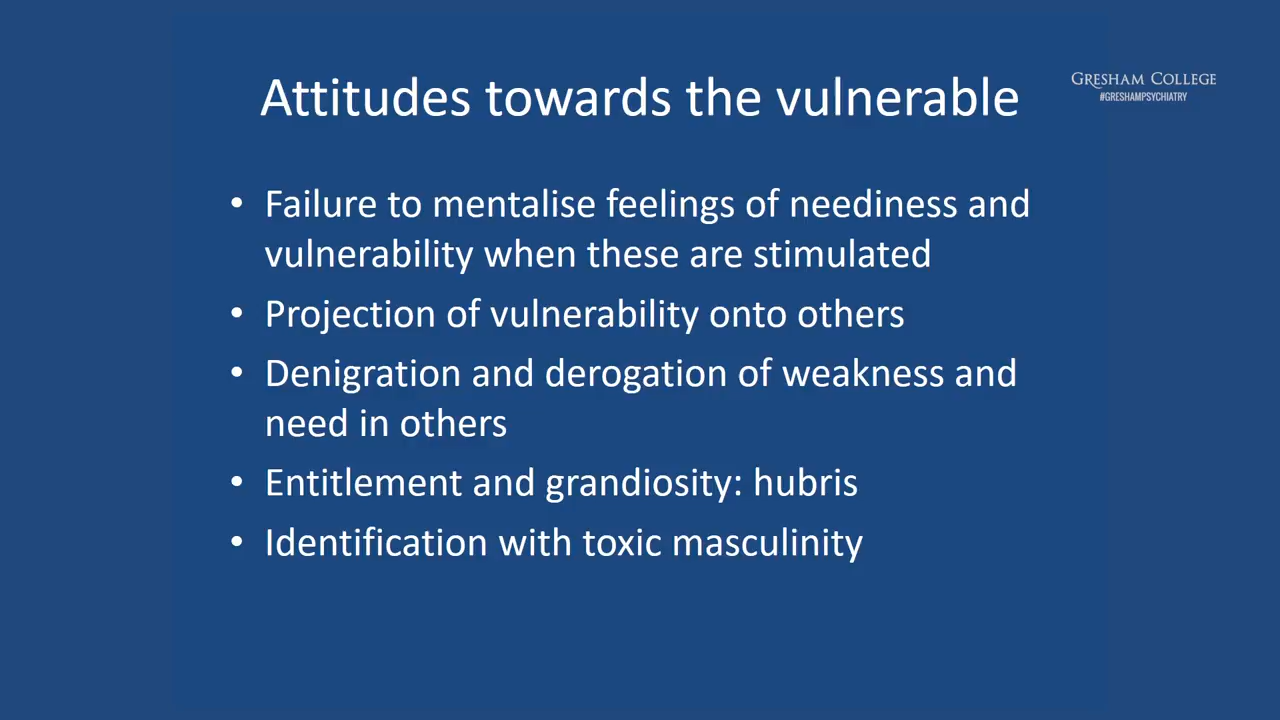 Attitudes towards the vulnerable
GRESHAM COLLEGE
#GRESHAMPSYCHIATRY
• Failure to mentalise feelings of neediness and
vulnerability when these are stimulated
• Projection of vulnerability onto others
• Denigration and derogation of weakness and
need in others
• Entitlement and grandiosity: hubris
• Identification with toxic masculinity